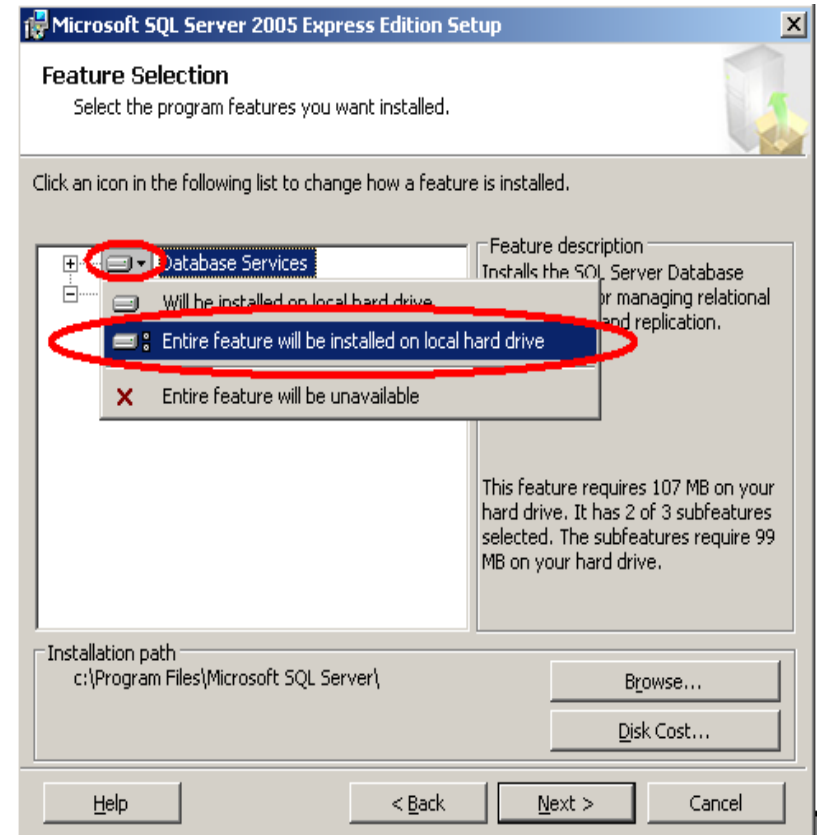 Microsoft SQL Server 2005 Express Edition Setup
Feature Selection
Select the program features you want installed.
Click an icon in the following list to change how a feature is installed.
Database Services
Will be installed on local hard drive
Entire feature will be installed on local hard drive
Entire feature will be unavailable
Feature description
Installs the SQL Server Database
or managing relational
and replication.
This feature requires 107 MB on your
hard drive. It has 2 of 3 subfeatures
selected. The subfeatures require 99
MB on your hard drive.
Installation path
c:\Program Files\Microsoft SQL Server\
Browse...
Disk Cost...
Help
< Back
Next >
Cancel